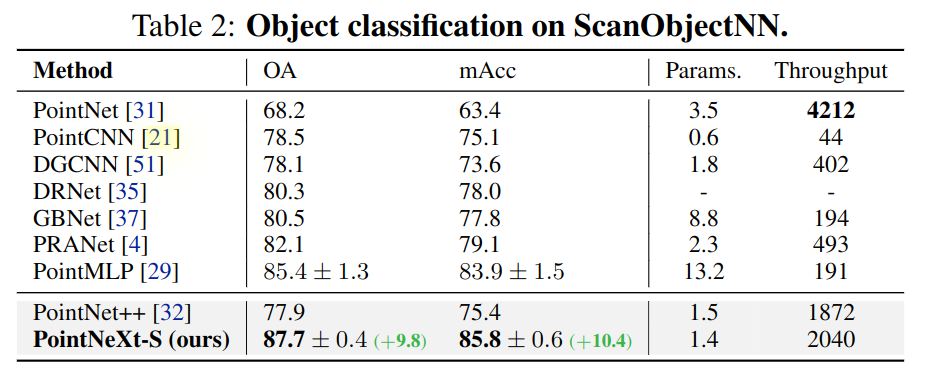 Table 2: Object classification on ScanObjectNN.
Method OA mAcc Params. Throughput
PointNet [31] 68.2 63.4 3.5 4212
PointCNN [21] 78.5 75.1 0.6 44
DGCNN [51] 78.1 73.6 1.8 402
DRNet [35] 80.3 78.0 - -
GBNet [37] 80.5 77.8 8.8 194
PRANet [4] 82.1 79.1 2.3 493
PointMLP [29] 85.4 ± 1.3 83.9 ± 1.5 13.2 191
PointNet++ [32] 77.9 75.4 1.5 1872
PointNeXt-S (ours) 87.7 ± 0.4 (+9.8) 85.8 ± 0.6 (+10.4) 1.4 2040